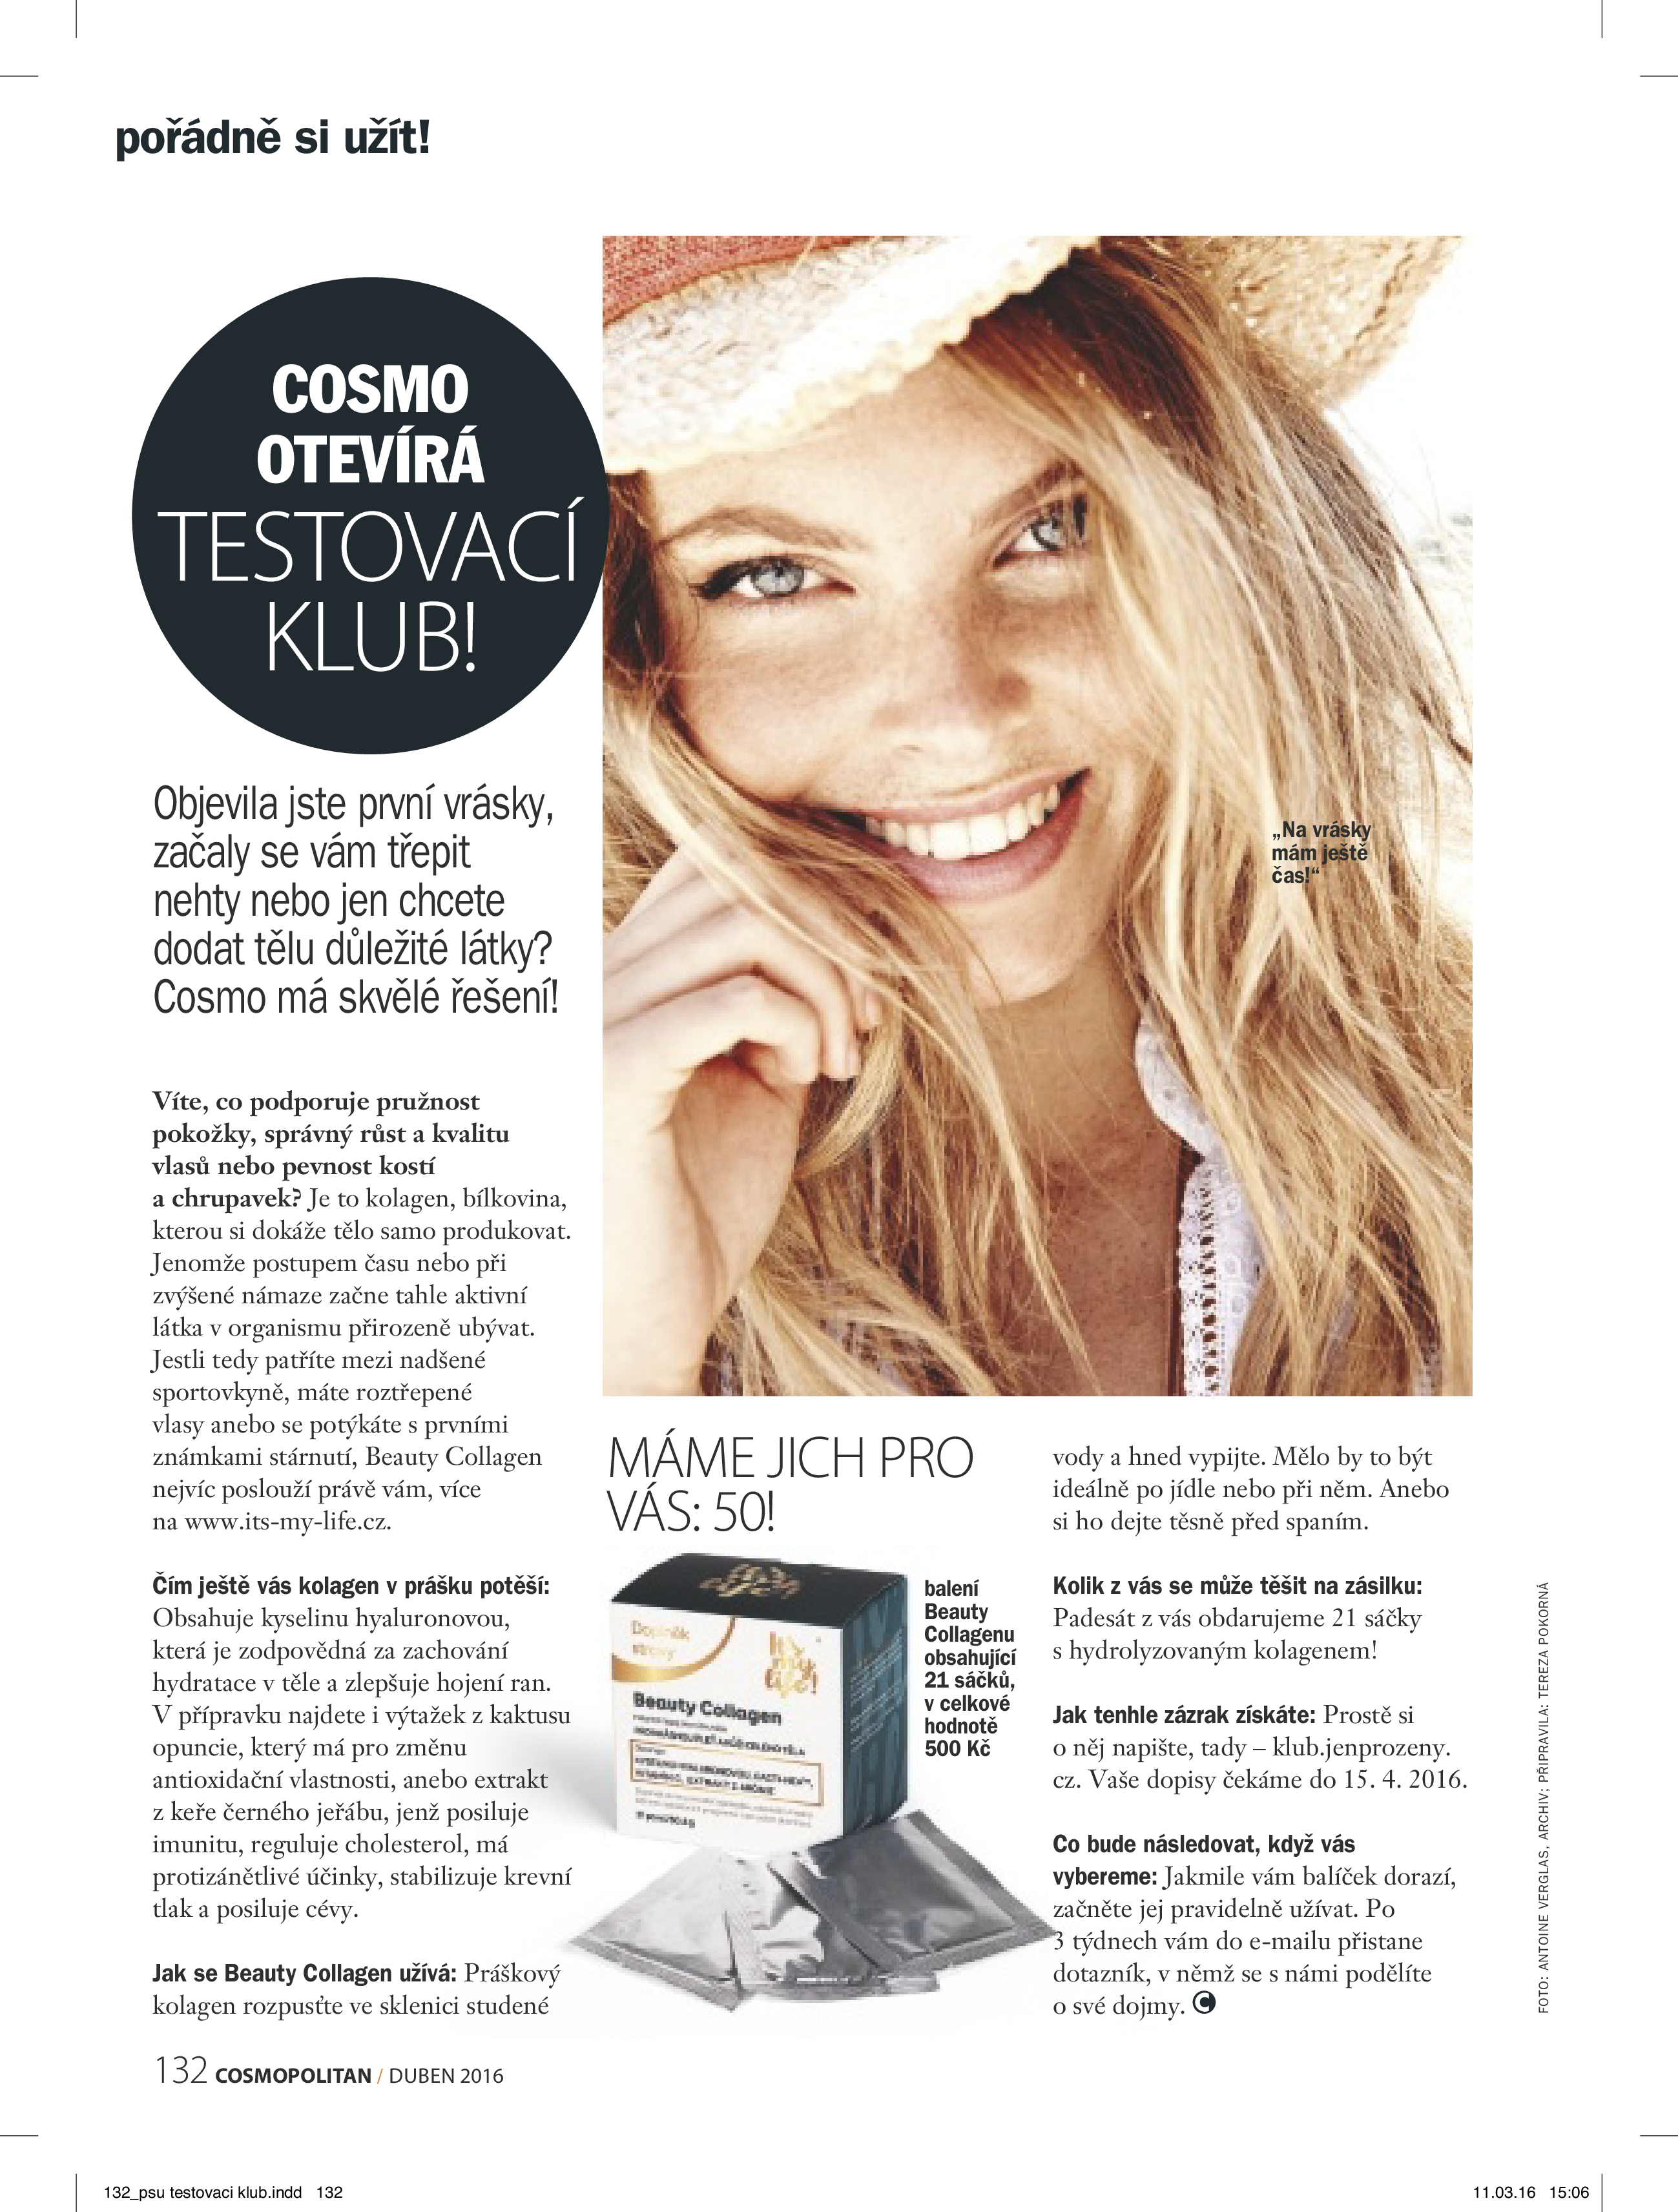 pořádně si užít!
COSMO
OTEVÍRÁ
TESTOVACÍ
KLUB!
Objevila jste první vrásky,
začaly se vám třepit
nehty nebo jen chcete
dodat tělu důležité látky?
Cosmo má skvělé řešení!
„Na vrásky
mám ještě
čas!“
Víte, co podporuje pružnost
pokožky, správný růst a kvalitu
vlasů nebo pevnost kostí
a chrupavek? Je to kolagen, bílkovina,
kterou si dokáže tělo samo produkovat.
Jenomže postupem času nebo při
zvýšené námaze začne tahle aktivní
látka v organismu přirozeně ubývat.
Jestli tedy patříte mezi nadšené
sportovkyně, máte roztřepené
vlasy anebo se potýkáte s prvními
známkami stárnutí, Beauty Collagen
nejvíc poslouží právě vám, více
na www.its-my-life.cz.
Čím ještě vás kolagen v prášku potěší:
Obsahuje kyselinu hyaluronovou,
která je zodpovědná za zachování
hydratace v těle a zlepšuje hojení ran.
V přípravku najdete i výtažek z kaktusu
opuncie, který má pro změnu
antioxidační vlastnosti, anebo extrakt
z keře černého jeřábu, jenž posiluje
imunitu, reguluje cholesterol, má
protizánětlivé účinky, stabilizuje krevní
tlak a posiluje cévy.
Jak se Beauty Collagen užívá: Práškový
kolagen rozpusťte ve sklenici studené
MÁME JICH PRO
VÁS: 50!
Doplněk
stravy
It's
my
life!
Beauty Collagen
balení
Beauty
Collagenu
obsahující
21 sáčků,
v celkové
hodnotě
500 Kč
vody a hned vypijte. Mělo by to být
ideálně po jídle nebo při něm. Anebo
si ho dejte těsně před spaním.
Kolik z vás se může těšit na zásilku:
Padesát z vás obdarujeme 21 sáčky
s hydrolyzovaným kolagenem!
Jak tenhle zázrak získáte: Prostě si
o něj napište, tady – klub.jenprozeny.
cz. Vaše dopisy čekáme do 15. 4. 2016.
Co bude následovat, když vás
vybereme: Jakmile vám balíček dorazí,
začněte jej pravidelně užívat. Po
3 týdnech vám do e-mailu přistane
dotazník, v němž se s námi podělíte
o své dojmy.
FOTO: ANTOINE VERGLAS, ARCHIV; PŘIPRAVILA: TEREZA POKORNÁ
132 COSMOPOLITAN / DUBEN 2016
132_psu testovaci klub.indd 132
11.03.16 15:06